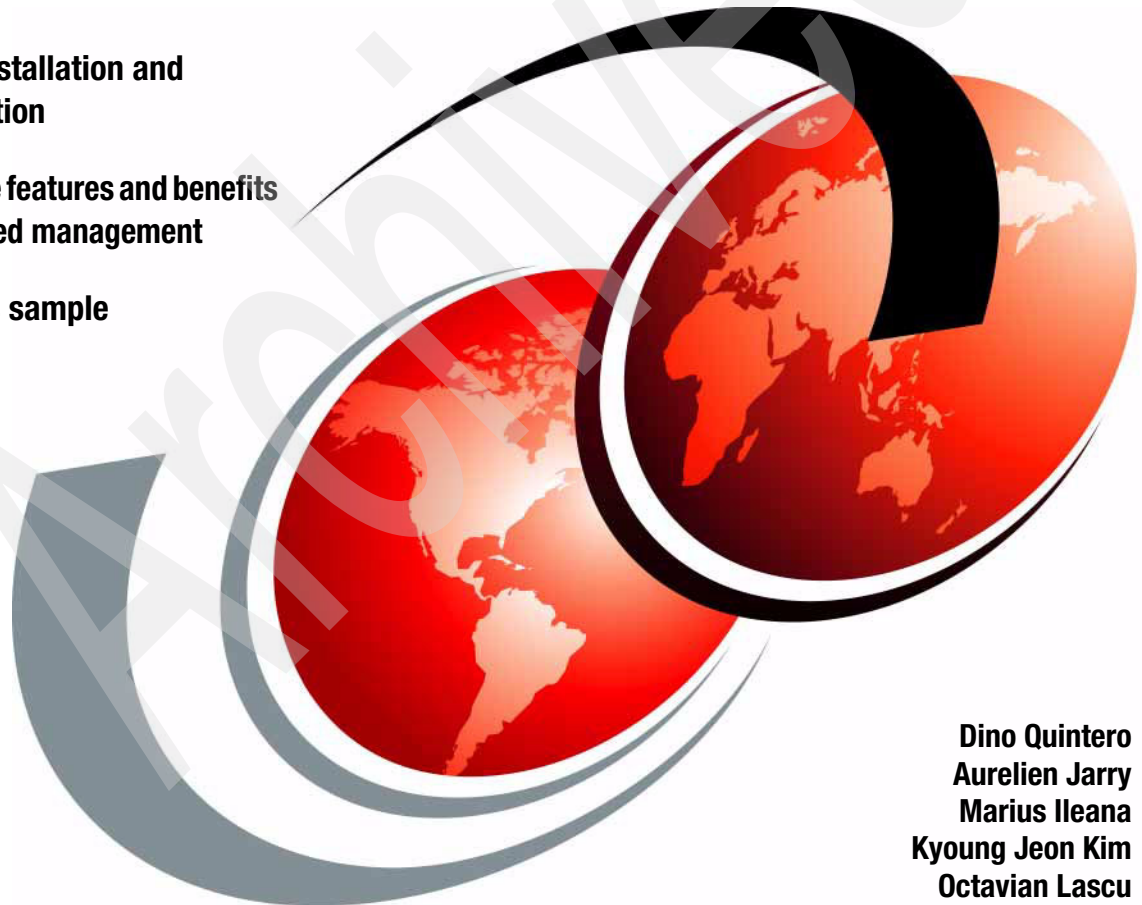 stallation and
tion
features and benefits
ed management
sample
Dino Quintero
Aurelien Jarry
Marius Ileana
Kyoung Jeon Kim
Octavian Lascu